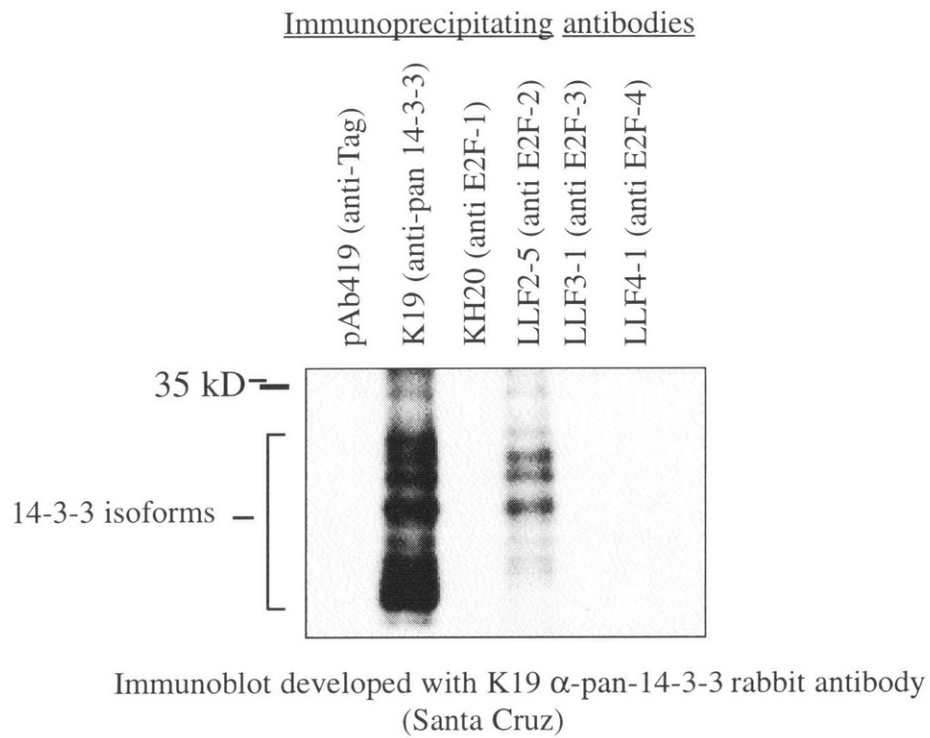 Immunoprecipitating antibodies
pAb419 (anti-Tag)
K19 (anti-pan 14-3-3)
KH20 (anti E2F-1)
LLF2-5 (anti E2F-2)
LLF3-1 (anti E2F-3)
LLF4-1 (anti E2F-4)
35 kD
14-3-3 isoforms
Immunoblot developed with K19 α-pan-14-3-3 rabbit antibody
(Santa Cruz)